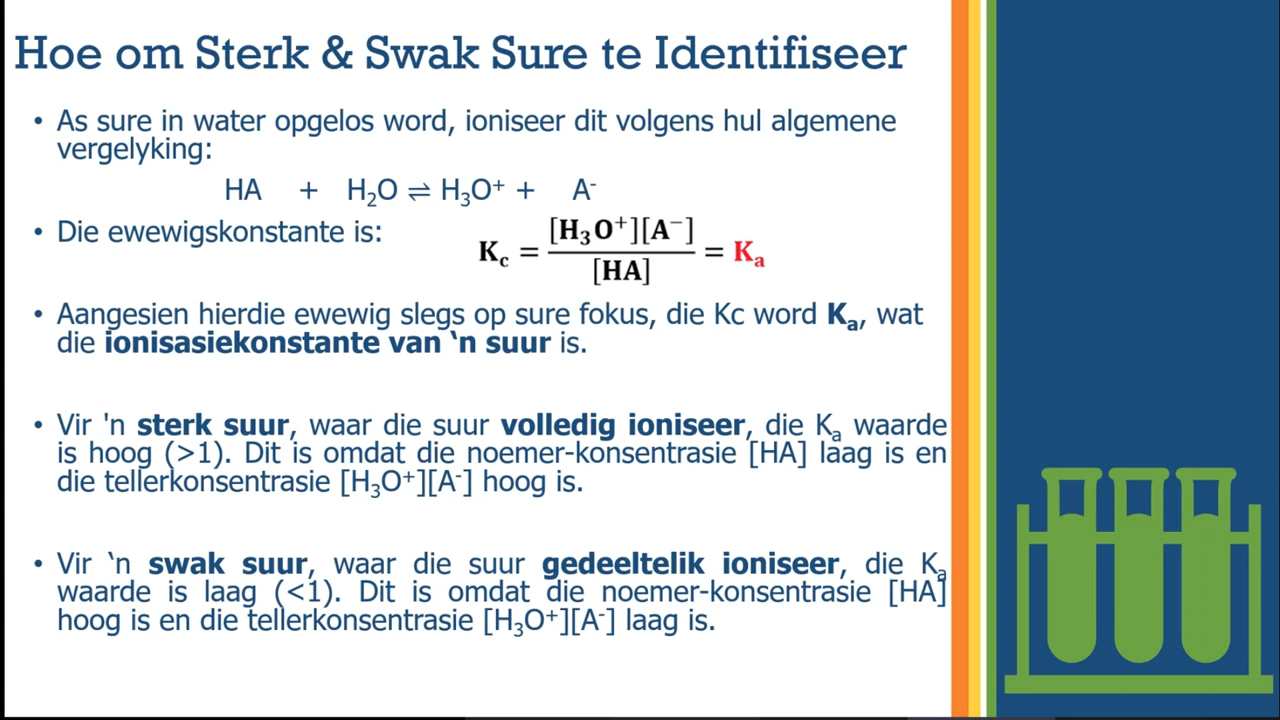 Hoe om Sterk & Swak Sure te Identifiseer
• As sure in water opgelos word, ioniseer dit volgens hul algemene
vergelyking:
HA + H₂O ⇌ H₃O⁺ + A⁻
• Die ewewigskonstante is:
K_c = [H₃O⁺][A⁻] / [HA] = Kₐ
• Aangesien hierdie ewewig slegs op sure fokus, die Kc word Kₐ, wat
die ionisasiekonstante van ‘n suur is.
• Vir 'n sterk suur, waar die suur volledig ioniseer, die Kₐ waarde
is hoog (>1). Dit is omdat die noemer-konsentrasie [HA] laag is en
die tellerkonsentrasie [H₃O⁺][A⁻] hoog is.
• Vir ‘n swak suur, waar die suur gedeeltelik ioniseer, die Kₐ
waarde is laag (<1). Dit is omdat die noemer-konsentrasie [HA]
hoog is en die tellerkonsentrasie [H₃O⁺][A⁻] laag is.